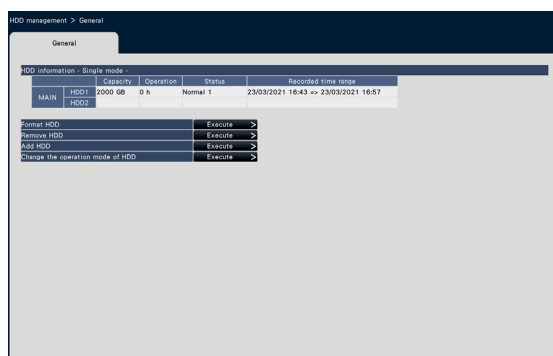 HDD management > General
General
HDD information - Single mode -
Capacity Operation Status Recorded time range
MAIN HDD1 2000 GB 0 h Normal 1 23/03/2021 16:43 => 23/03/2021 16:57
HDD2
Format HDD Execute >
Remove HDD Execute >
Add HDD Execute >
Change the operation mode of HDD Execute >